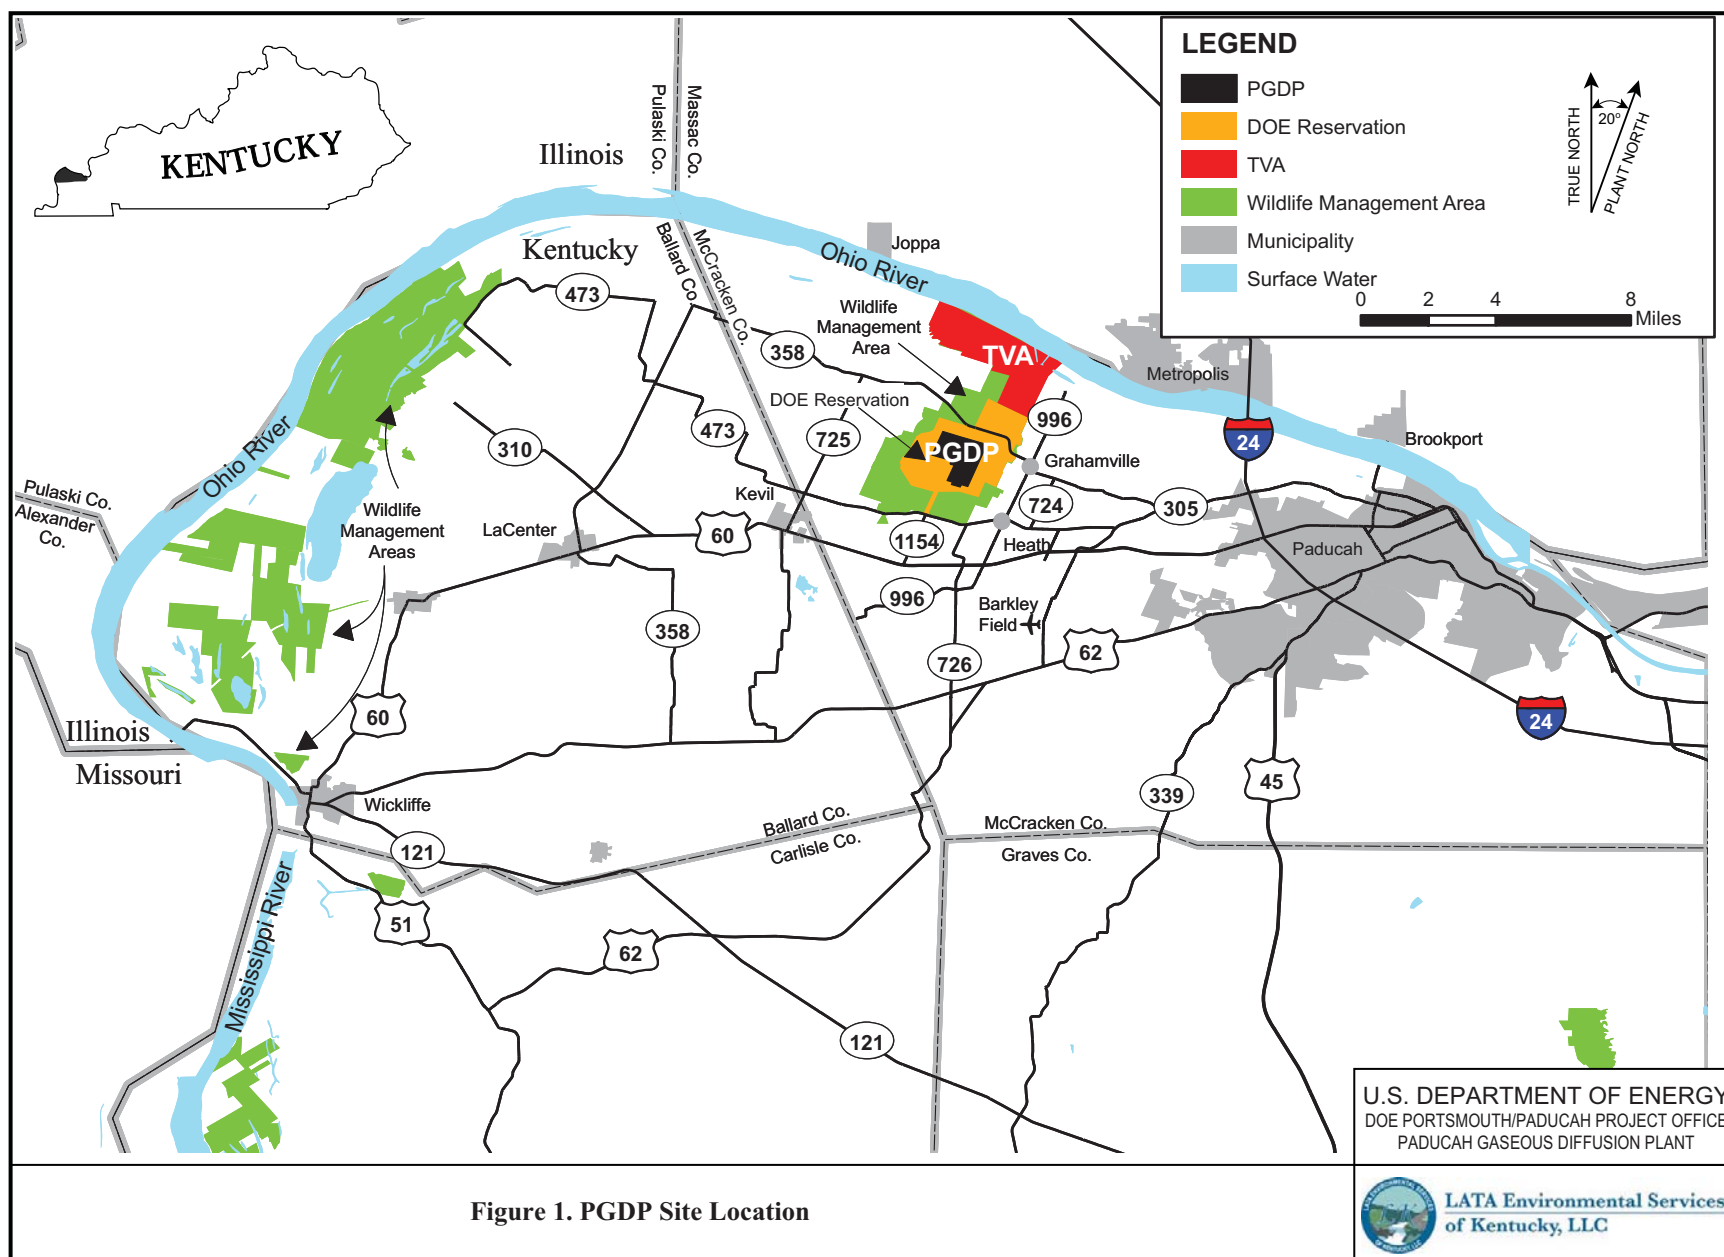 KENTUCKY
Illinois
Pulaski Co.
Massac Co.
LEGEND
PGDP
DOE Reservation
TVA
Wildlife Management Area
Municipality
Surface Water
TRUE NORTH
20°
PLANT NORTH
0 2 4 8 Miles
Kentucky
Ballard Co.
McCracken Co.
Ohio River
Joppa
473
358
Wildlife
Management
Area
TVA
Metropolis
DOE Reservation
996
473
725
310
PGDP
24
Brookport
Grahamville
Ohio River
Pulaski Co.
Alexander
Co.
Wildlife
Management
Areas
Kevil
LaCenter
60
724
305
1154
Heath
Paducah
996
Barkley
Field
358
726
62
60
24
Illinois
Missouri
Wickliffe
45
339
Ballard Co.
Carlisle Co.
McCracken Co.
Graves Co.
121
Mississippi River
51
62
121
U.S. DEPARTMENT OF ENERGY
DOE PORTSMOUTH/PADUCAH PROJECT OFFICE
PADUCAH GASEOUS DIFFUSION PLANT
Figure 1. PGDP Site Location
LATA ENVIRONMENTAL SERVICES
OF KENTUCKY, LLC
LATA Environmental Services
of Kentucky, LLC